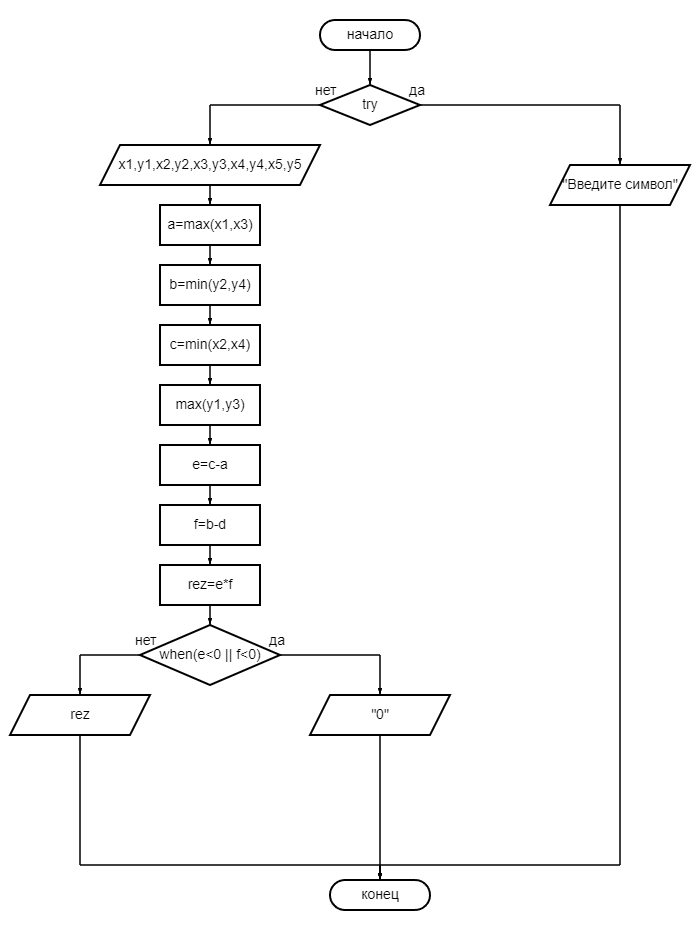 начало
нет
да
try
x1,y1,x2,y2,x3,y3,x4,y4,x5,y5
"Введите символ"
a=max(x1,x3)
b=min(y2,y4)
c=min(x2,x4)
max(y1,y3)
e=c-a
f=b-d
rez=e*f
нет
да
when(e<0 || f<0)
rez
"0"
конец